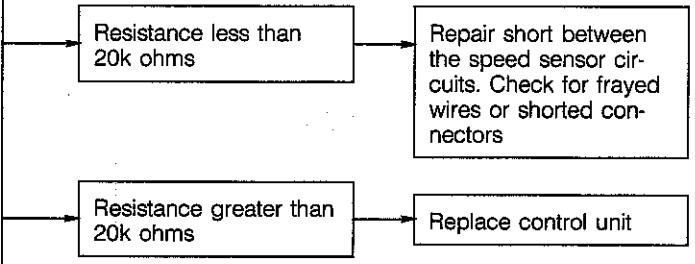 Resistance less than
20k ohms
Repair short between
the speed sensor cir-
cuits. Check for frayed
wires or shorted con-
nectors
Resistance greater than
20k ohms
Replace control unit